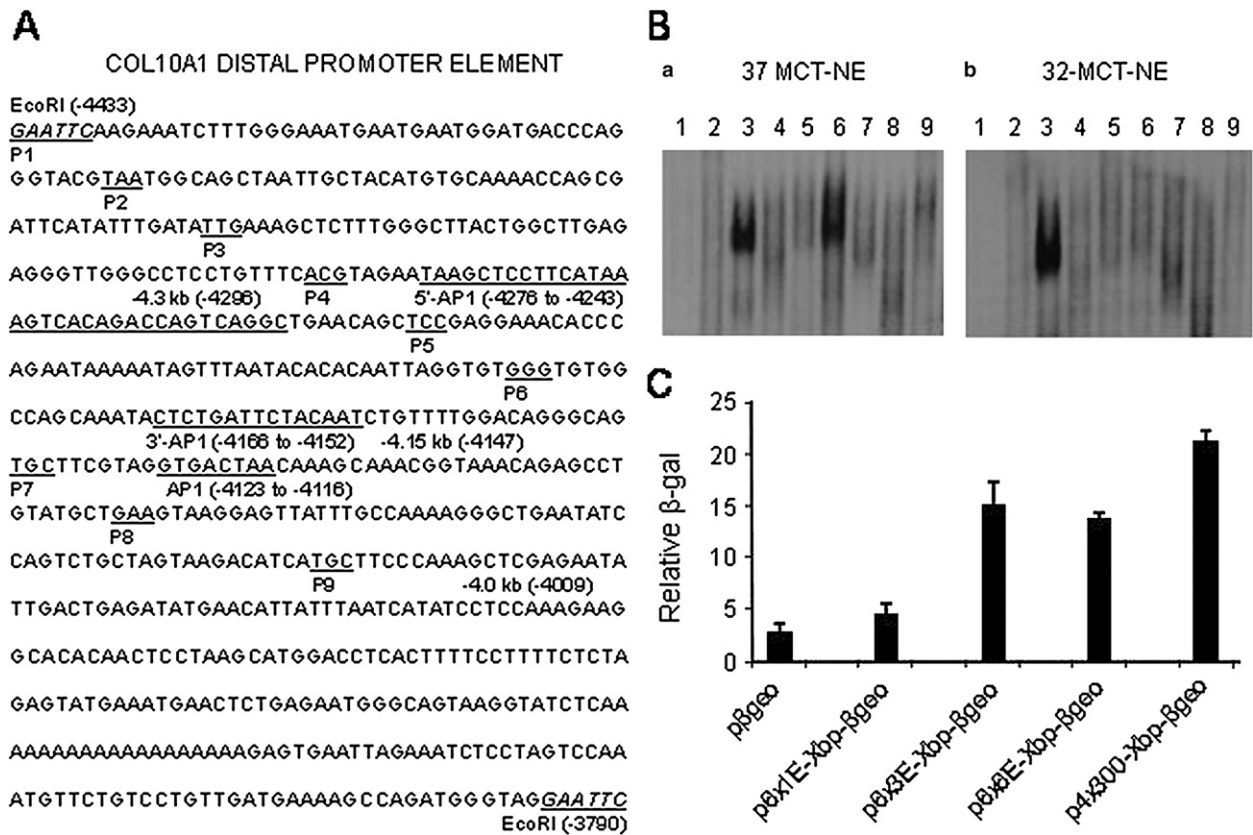 A
COL10A1 DISTAL PROMOTER ELEMENT
EcoRI (-4433)
GAATTCAAGAAATCTTTGGGAAATGAATGAATGGATGACCCAG
P1
GGTACGTAATGGCAGCTAATTGCTACATGTGCAAAACCAGCG
P2
ATTCATATTTGATATTGAAAGCTCTTTGGGCTTACTGGCTTGAG
P3
AGGGTTGGGCCTCCTGTTTCACGTAGAATAAGCTCCTTCATAA
-4.3 kb (-4296) P4 5'-AP1 (-4276 to -4243)
AGTCACAGACCAGTCAGGCTGAACAGCTCCGAGGAAACACCC
P5
AGAATAAAAATAGTTTAATACACACAATTAGGTGTGGGTGTGG
P6
CCAGCAAATACTCTGATTCTACAATCTGTTTTGGACAGGGCAG
3'-AP1 (-4166 to -4152) -4.15 kb (-4147)
TGCTTCGTAGGTGACTAACAAAGCAAACGGTAAACAGAGCCT
P7 AP1 (-4123 to -4116)
GTATGCTGAAGTAAGGAGTTATTTGCCAAAAGGGCTGAATATC
P8
CAGTCTGCTAGTAAGACATCATGCTTCCCAAAGCTCGAGAATA
P9 -4.0 kb (-4009)
TTGACTGAGATATGAACATTATTTAATCATATCCTCCAAAGAAG
GCACACAACTCCTAAGCATGGACCTCACTTTTCCTTTTCTCTA
GAGTATGAAATGAACTCTGAGAATGGGCAGTAAGGTATCTCAA
AAAAAAAAAAAAAAAAAGAGTGAATTAGAAATCTCCTAGTCCAA
ATGTTCTGTCCTGTTGATGAAAAGCCAGATGGGTAGGAATTC
EcoRI (-3790)
B
a 37 MCT-NE
1 2 3 4 5 6 7 8 9
b 32-MCT-NE
1 2 3 4 5 6 7 8 9
C
Relative β-gal
25
20
15
10
5
0
pβgeo
p6x1E-Xbp-βgeo
p6x3E-Xbp-βgeo
p6x6E-Xbp-βgeo
p4x300-Xbp-βgeo